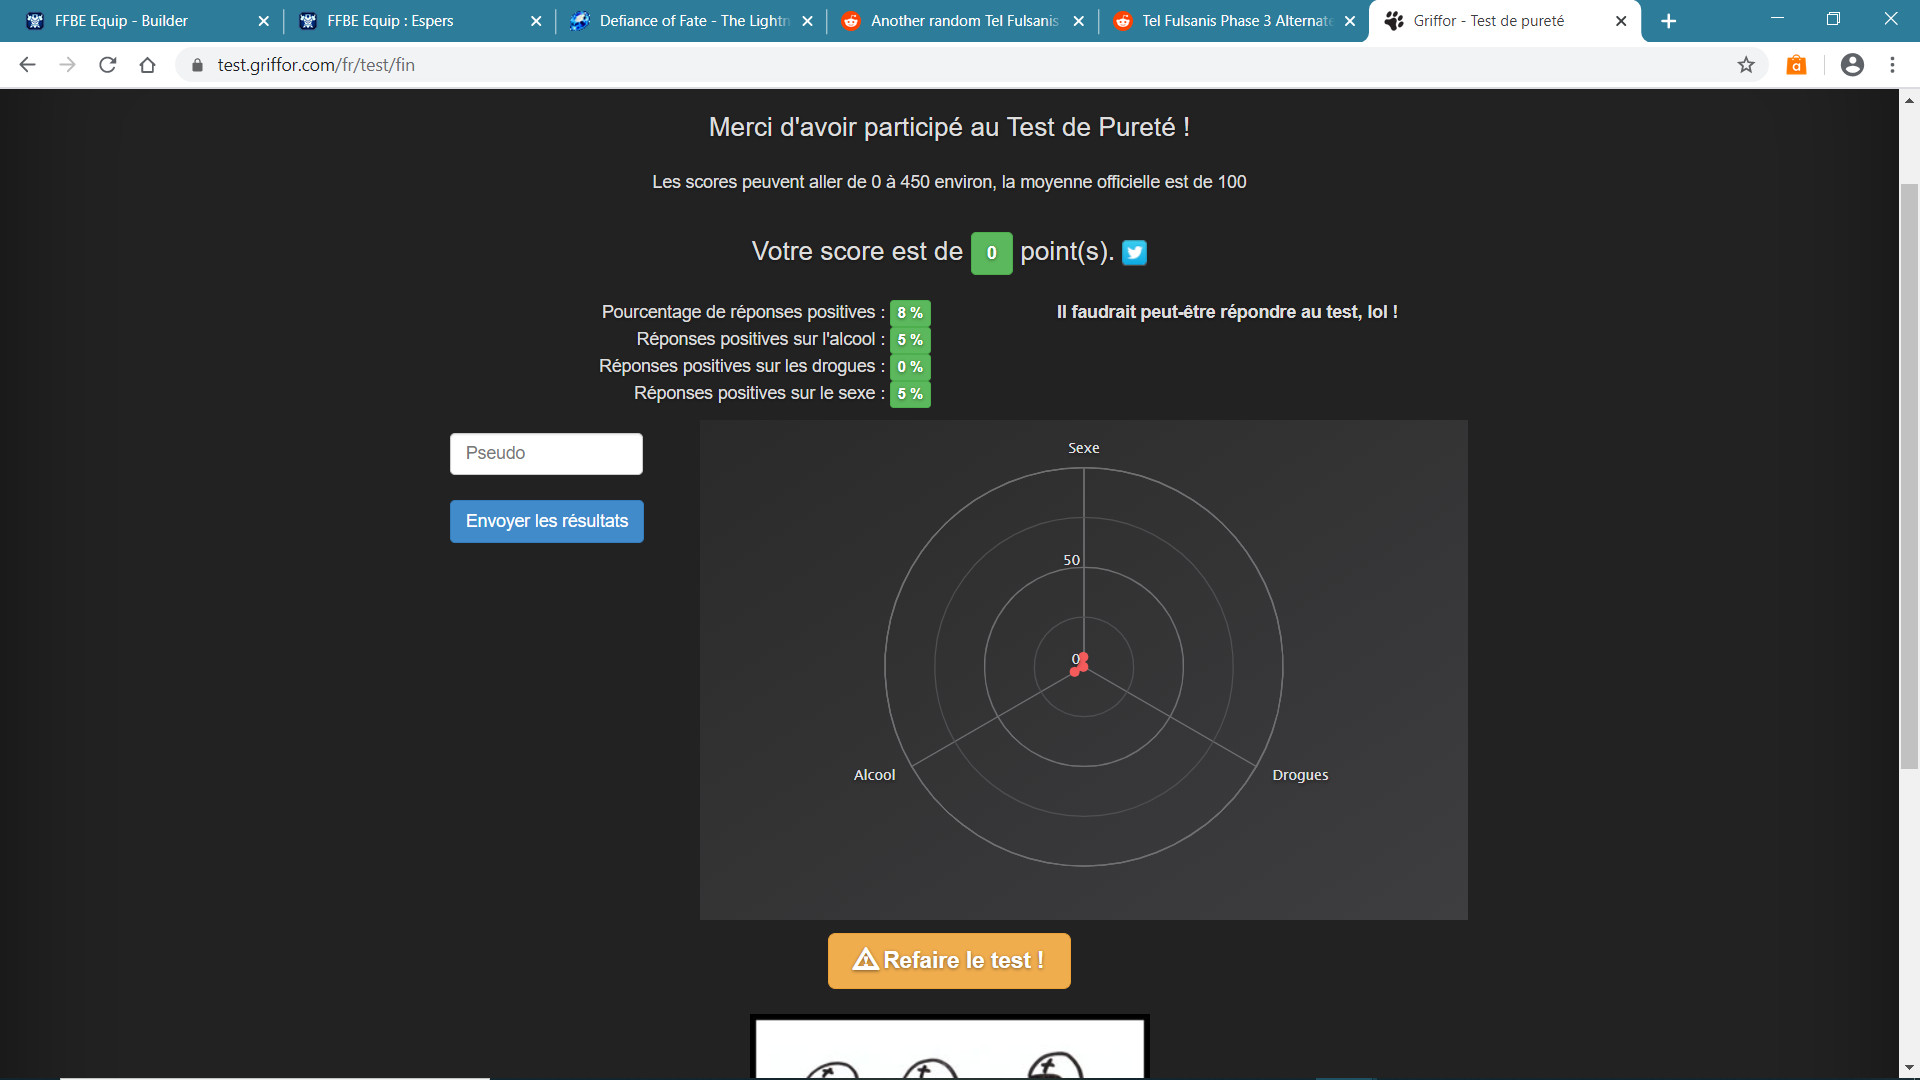 FFBE Equip - Builder
FFBE Equip : Espers
Defiance of Fate - The Lightn
Another random Tel Fulsanis
Tel Fulsanis Phase 3 Alternate
Griffor - Test de pureté
test.griffor.com/fr/test/fin
Merci d'avoir participé au Test de Pureté !
Les scores peuvent aller de 0 à 450 environ, la moyenne officielle est de 100
Votre score est de 0 point(s).
Pourcentage de réponses positives : 8 %
Réponses positives sur l'alcool : 5 %
Réponses positives sur les drogues : 0 %
Réponses positives sur le sexe : 5 %
Il faudrait peut-être répondre au test, lol !
Pseudo
Envoyer les résultats
Sexe
50
0
Alcool
Drogues
Refaire le test !